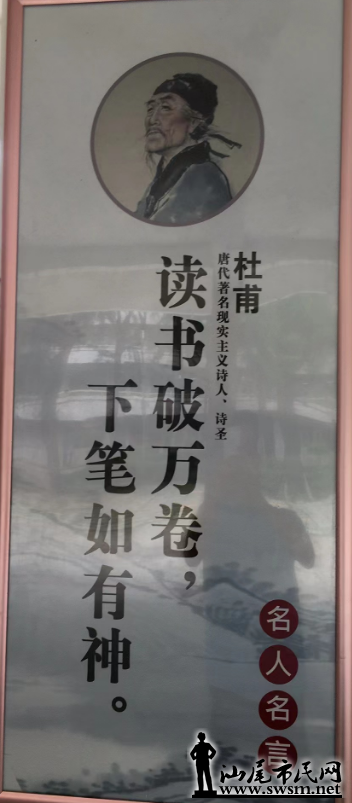 杜甫
唐代著名现实主义诗人、诗圣
读书破万卷，
下笔如有神。
名人名言
汕尾市民网
www.swsm.net